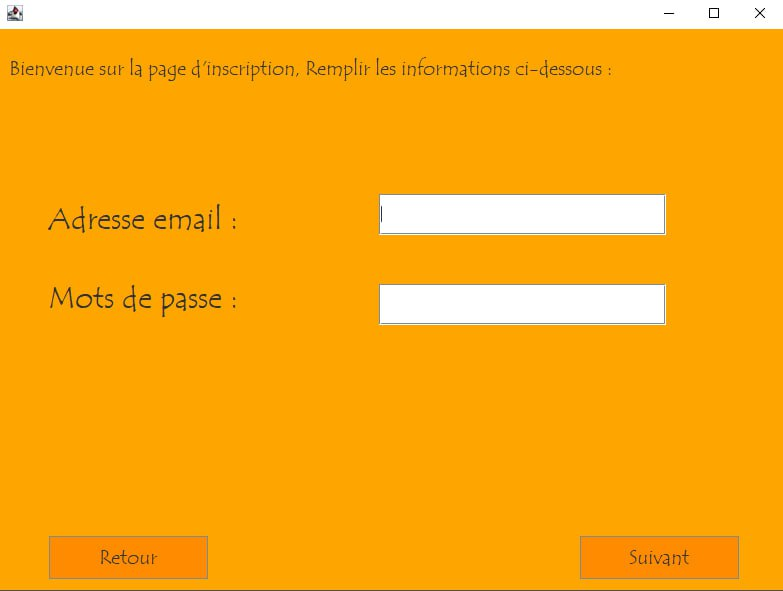 Bienvenue sur la page d'inscription, Remplir les informations ci-dessous :
Adresse email :
Mots de passe :
Retour
Suivant